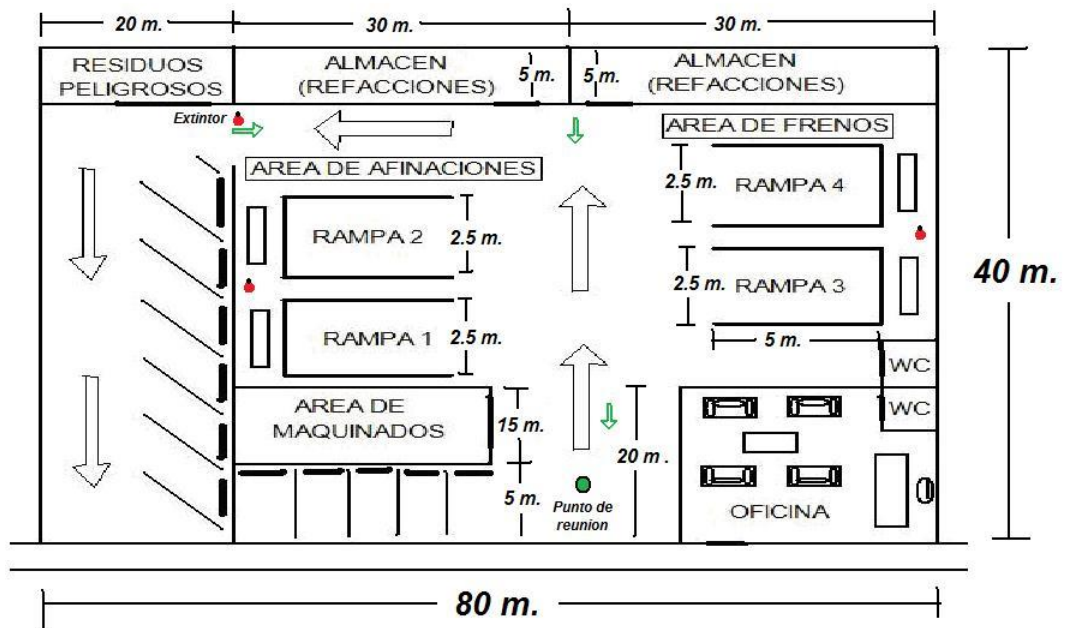 20 m.
30 m.
30 m.
RESIDUOS
PELIGROSOS
ALMACEN
(REFACCIONES)
5 m.
5 m.
ALMACEN
(REFACCIONES)
Extintor
AREA DE FRENOS
AREA DE AFINACIONES
RAMPA 4
2.5 m.
RAMPA 2
2.5 m.
RAMPA 3
2.5 m.
40 m.
RAMPA 1
2.5 m.
5 m.
WC
AREA DE
MAQUINADOS
15 m.
WC
20 m.
5 m.
Punto de
reunion
OFICINA
80 m.